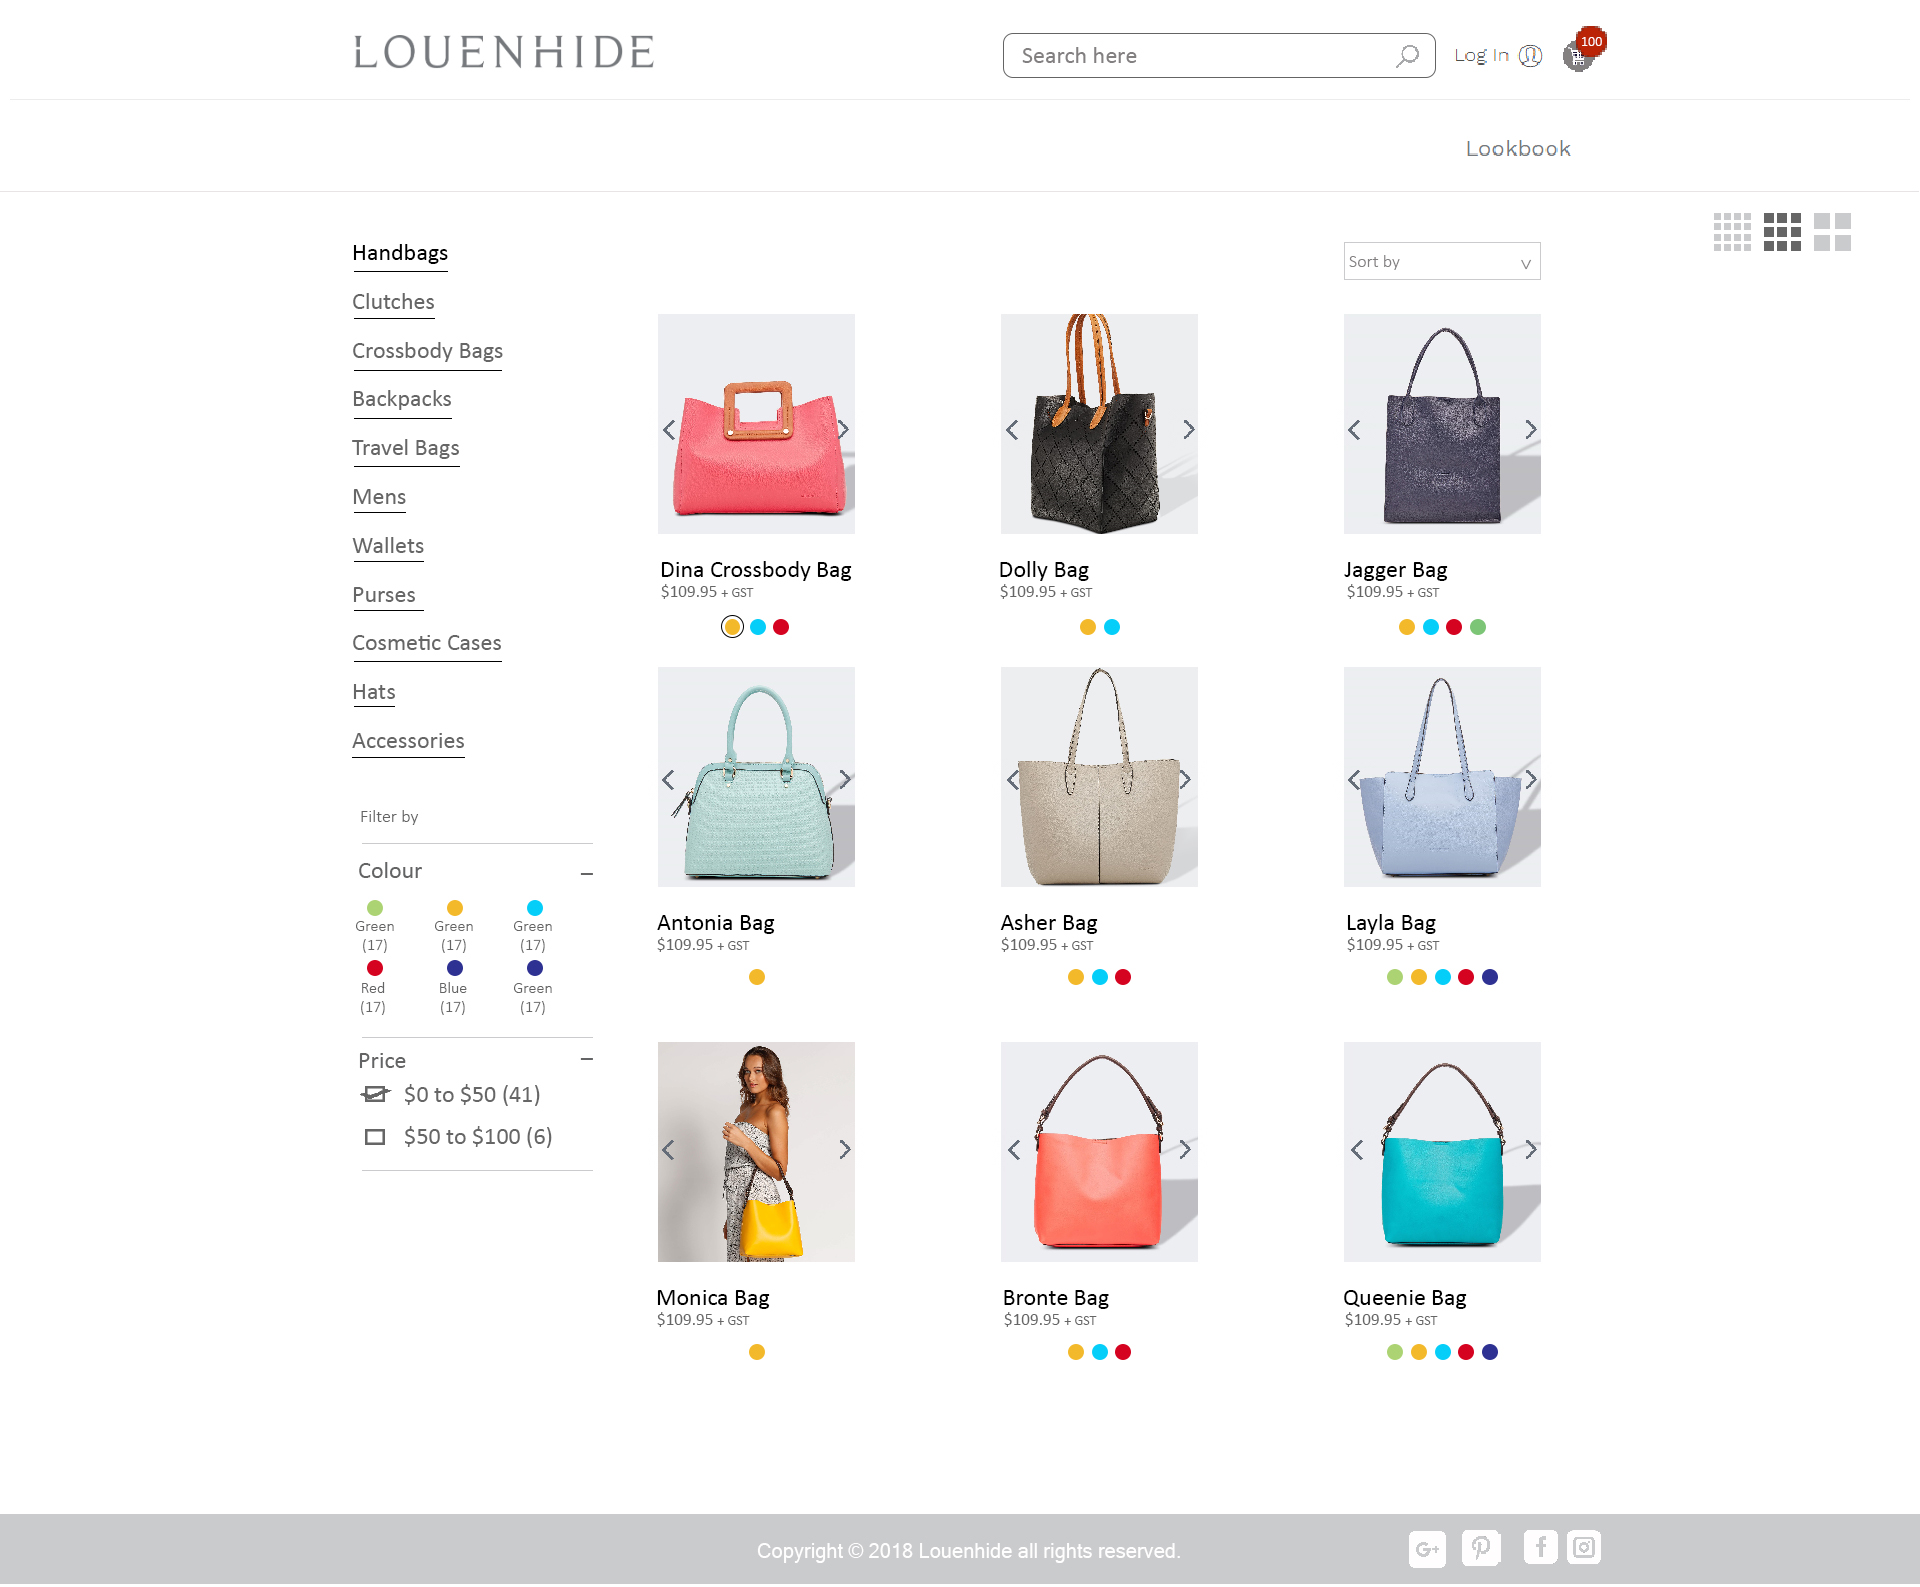 LOUENHIDE
Search here
Log In
100
Lookbook
Handbags
Clutches
Crossbody Bags
Backpacks
Travel Bags
Mens
Wallets
Purses
Cosmetic Cases
Hats
Accessories
Filter by
Colour
Green Green Green
(17) (17) (17)
Red Blue Green
(17) (17) (17)
Price
$0 to $50 (41)
$50 to $100 (6)
Sort by
Dina Crossbody Bag
$109.95 + GST
Dolly Bag
$109.95 + GST
Jagger Bag
$109.95 + GST
Antonia Bag
$109.95 + GST
Asher Bag
$109.95 + GST
Layla Bag
$109.95 + GST
Monica Bag
$109.95 + GST
Bronte Bag
$109.95 + GST
Queenie Bag
$109.95 + GST
Copyright © 2018 Louenhide all rights reserved.
G+